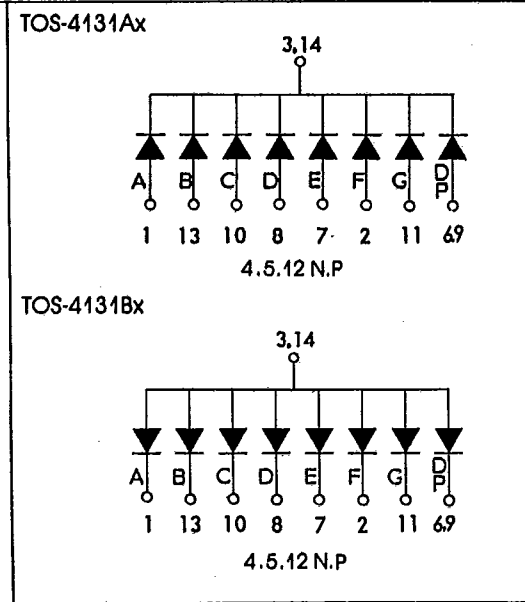 TOS-4131Ax
3,14
A B C D E F G DP
1 13 10 8 7. 2 11 6,9
4.5.12 N.P
TOS-4131Bx
3,14
A B C D E F G DP
1 13 10 8 7 2 11 6,9
4.5.12 N.P